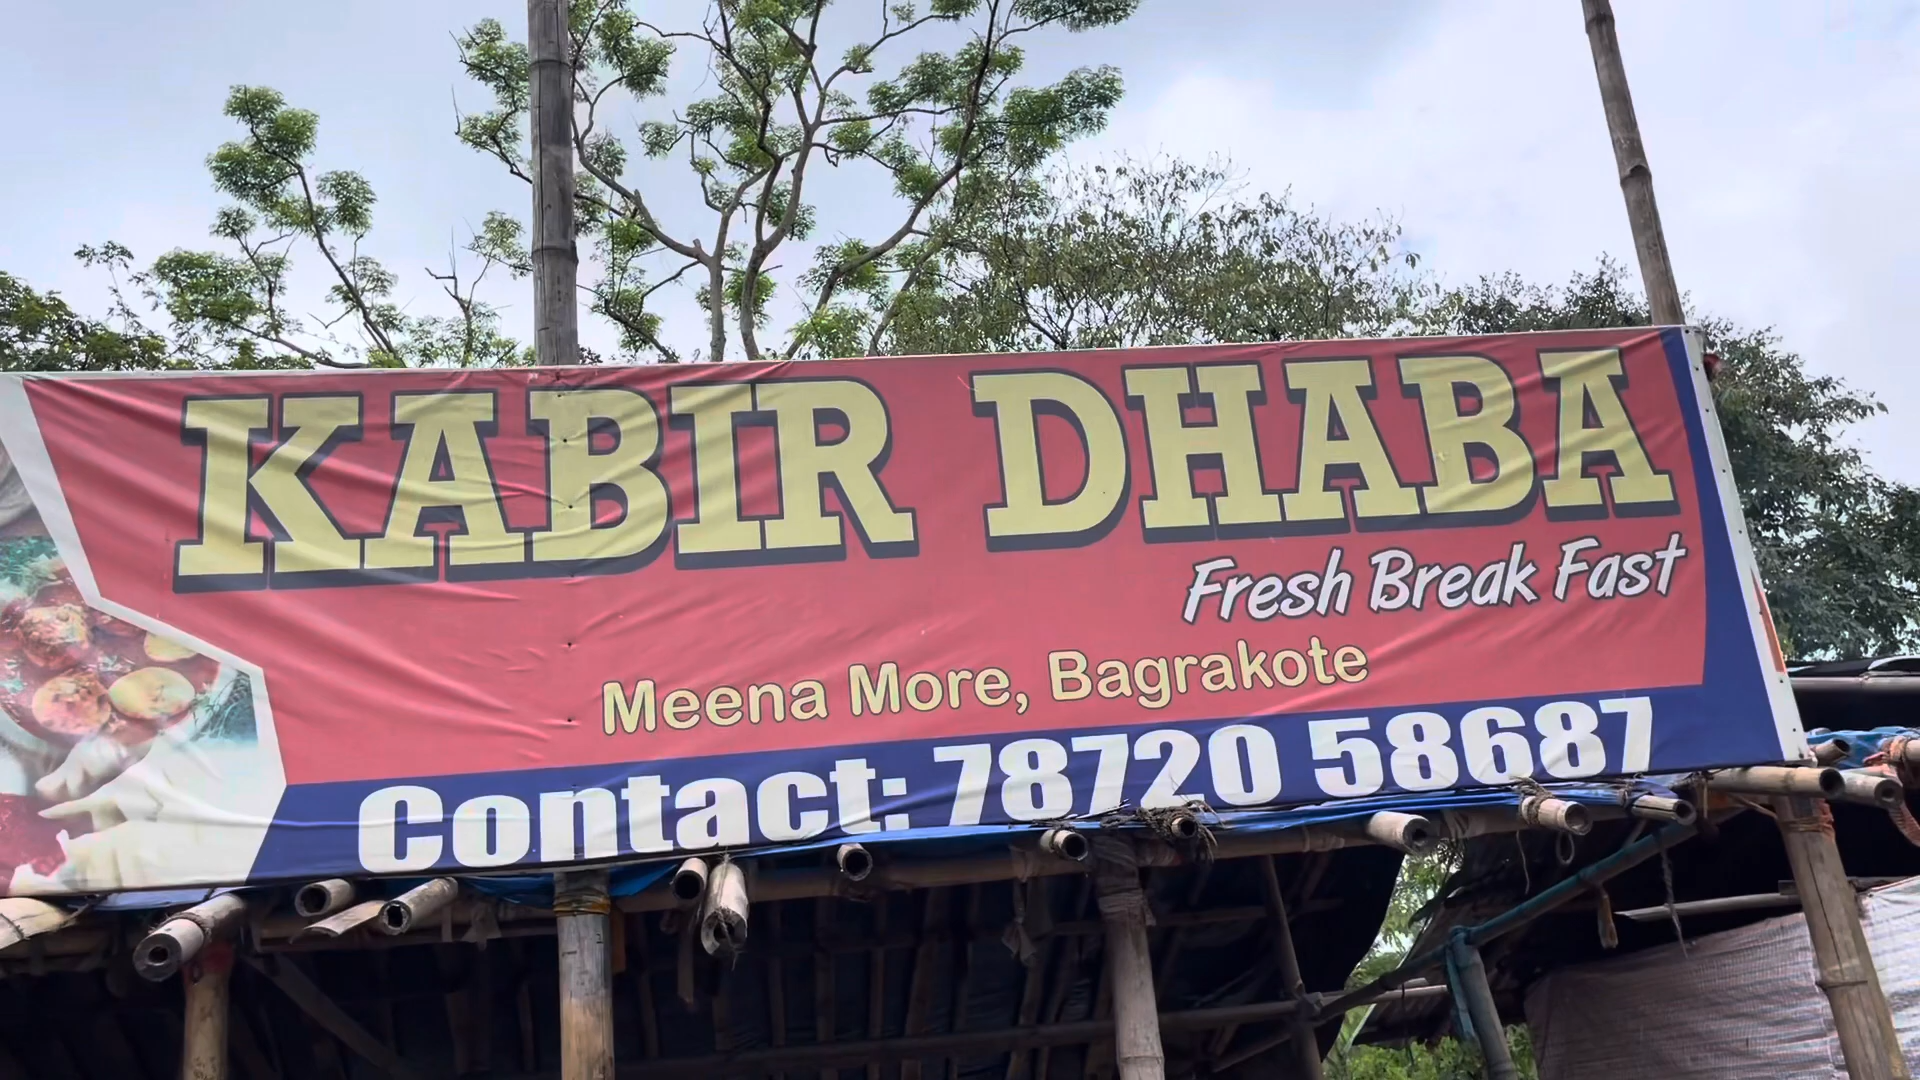 KABIR DHABA
Fresh Break Fast
Meena More, Bagrakote
Contact: 78720 58687